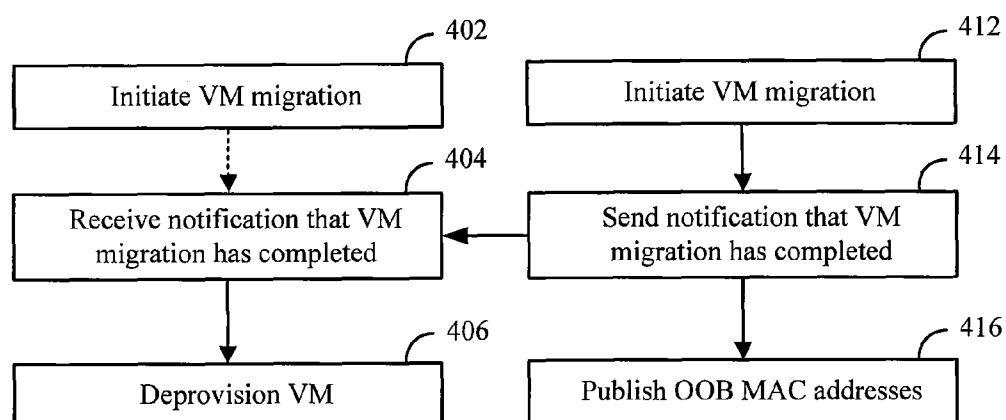 402
Initiate VM migration
404
Receive notification that VM
migration has completed
406
Deprovision VM
412
Initiate VM migration
414
Send notification that VM
migration has completed
416
Publish OOB MAC addresses